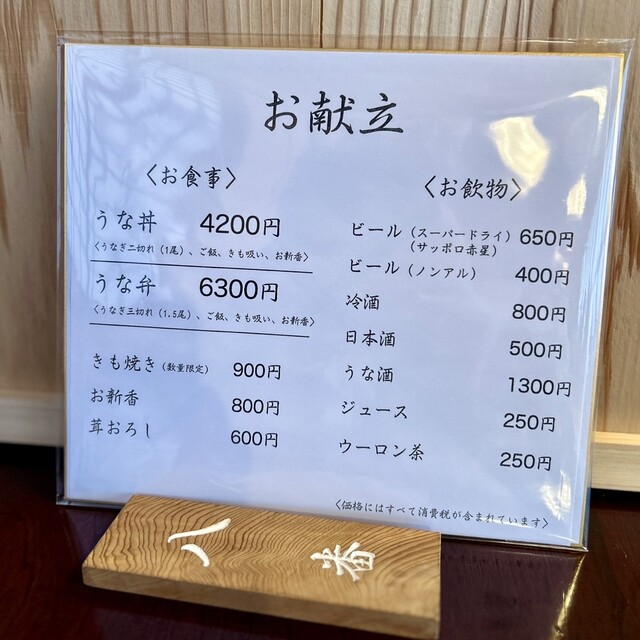 お献立
〈お食事〉
うな丼 4200円
〈うなぎ二切れ（1尾）、ご飯、きも吸い、お新香〉
うな弁 6300円
〈うなぎ三切れ（1.5尾）、ご飯、きも吸い、お新香〉
きも焼き（数量限定） 900円
お新香 800円
茸おろし 600円
〈お飲物〉
ビール（スーパードライ） 650円
（サッポロ赤星）
ビール（ノンアル） 400円
冷酒 800円
日本酒 500円
うな酒 1300円
ジュース 250円
ウーロン茶 250円
〈価格にはすべて消費税が含まれています〉
八番